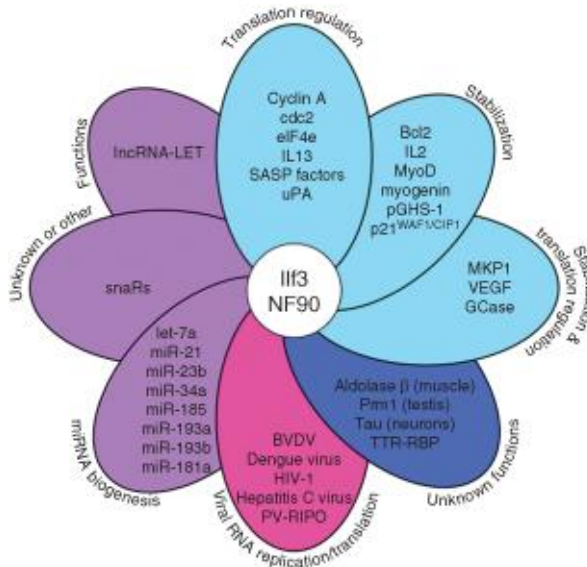 Translation regulation
Cyclin A
cdc2
eIF4e
IL13
SASP factors
uPA
Stabilization
Bcl2
IL2
MyoD
myogenin
pGHS-1
p21WAF1/CIP1
&
translation regulation
MKP1
VEGF
GCase
Unknown functions
Aldolase β (muscle)
Prm1 (testis)
Tau (neurons)
TTR-RBP
Viral RNA replication/translation
BVDV
Dengue virus
HIV-1
Hepatitis C virus
PV-RIPO
miRNA biogenesis
let-7a
miR-21
miR-23b
miR-34a
miR-185
miR-193a
miR-193b
miR-181a
Unknown or other
snaRs
Functions
lncRNA-LET
Ilf3
NF90